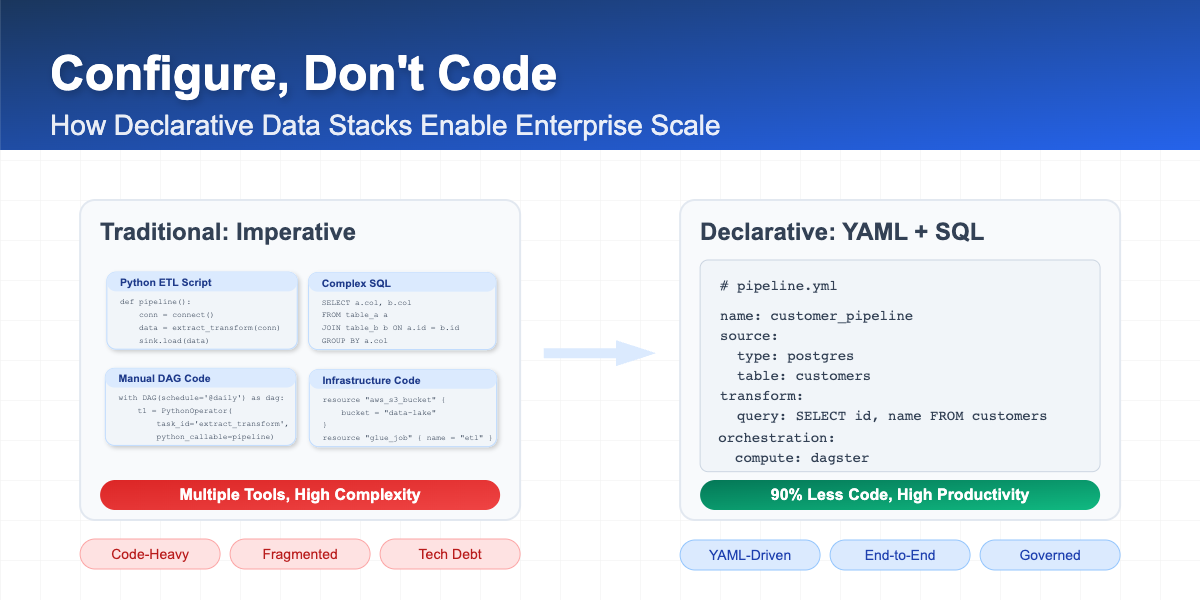 Configure, Don't Code
How Declarative Data Stacks Enable Enterprise Scale
Traditional: Imperative
Python ETL Script
def pipeline():
    conn = connect()
    data = extract_transform(conn)
    sink.load(data)
Complex SQL
SELECT a.col, b.col
FROM table_a a
JOIN table_b b ON a.id = b.id
GROUP BY a.col
Manual DAG Code
with DAG(schedule='@daily') as dag:
    t1 = PythonOperator(
        task_id='extract_transform',
        python_callable=pipeline)
Infrastructure Code
resource "aws_s3_bucket" {
    bucket = "data-lake"
}
resource "glue_job" { name = "etl" }
Multiple Tools, High Complexity
Code-Heavy
Fragmented
Tech Debt
Declarative: YAML + SQL
# pipeline.yml
name: customer_pipeline
source:
  type: postgres
  table: customers
transform:
  query: SELECT id, name FROM customers
orchestration:
  compute: dagster
90% Less Code, High Productivity
YAML-Driven
End-to-End
Governed